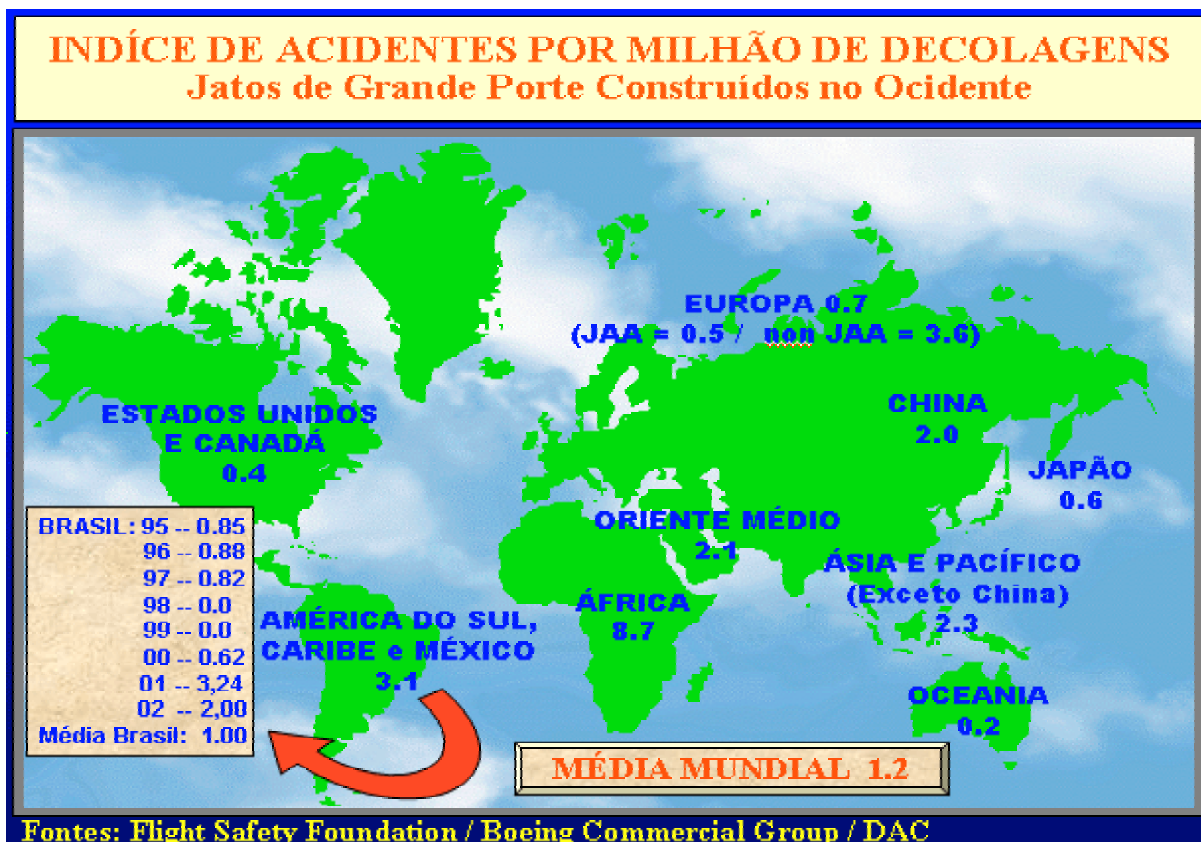 INDÍCE DE ACIDENTES POR MILHÃO DE DECOLAGENS
Jatos de Grande Porte Construídos no Ocidente
EUROPA 0.7
(JAA = 0.5 / non JAA = 3.6)
ESTADOS UNIDOS
E CANADÁ
0.4
CHINA
2.0
JAPÃO
0.6
ORIENTE MÉDIO
2.1
ÁSIA E PACÍFICO
(Exceto China)
2.3
ÁFRICA
8.7
AMÉRICA DO SUL,
CARIBE e MÉXICO
3.1
OCEANIA
0.2
BRASIL: 95 -- 0.85
96 -- 0.88
97 -- 0.82
98 -- 0.0
99 -- 0.0
00 -- 0.62
01 -- 3,24
02 -- 2,00
Média Brasil: 1.00
MÉDIA MUNDIAL 1.2
Fontes: Flight Safety Foundation / Boeing Commercial Group / DAC